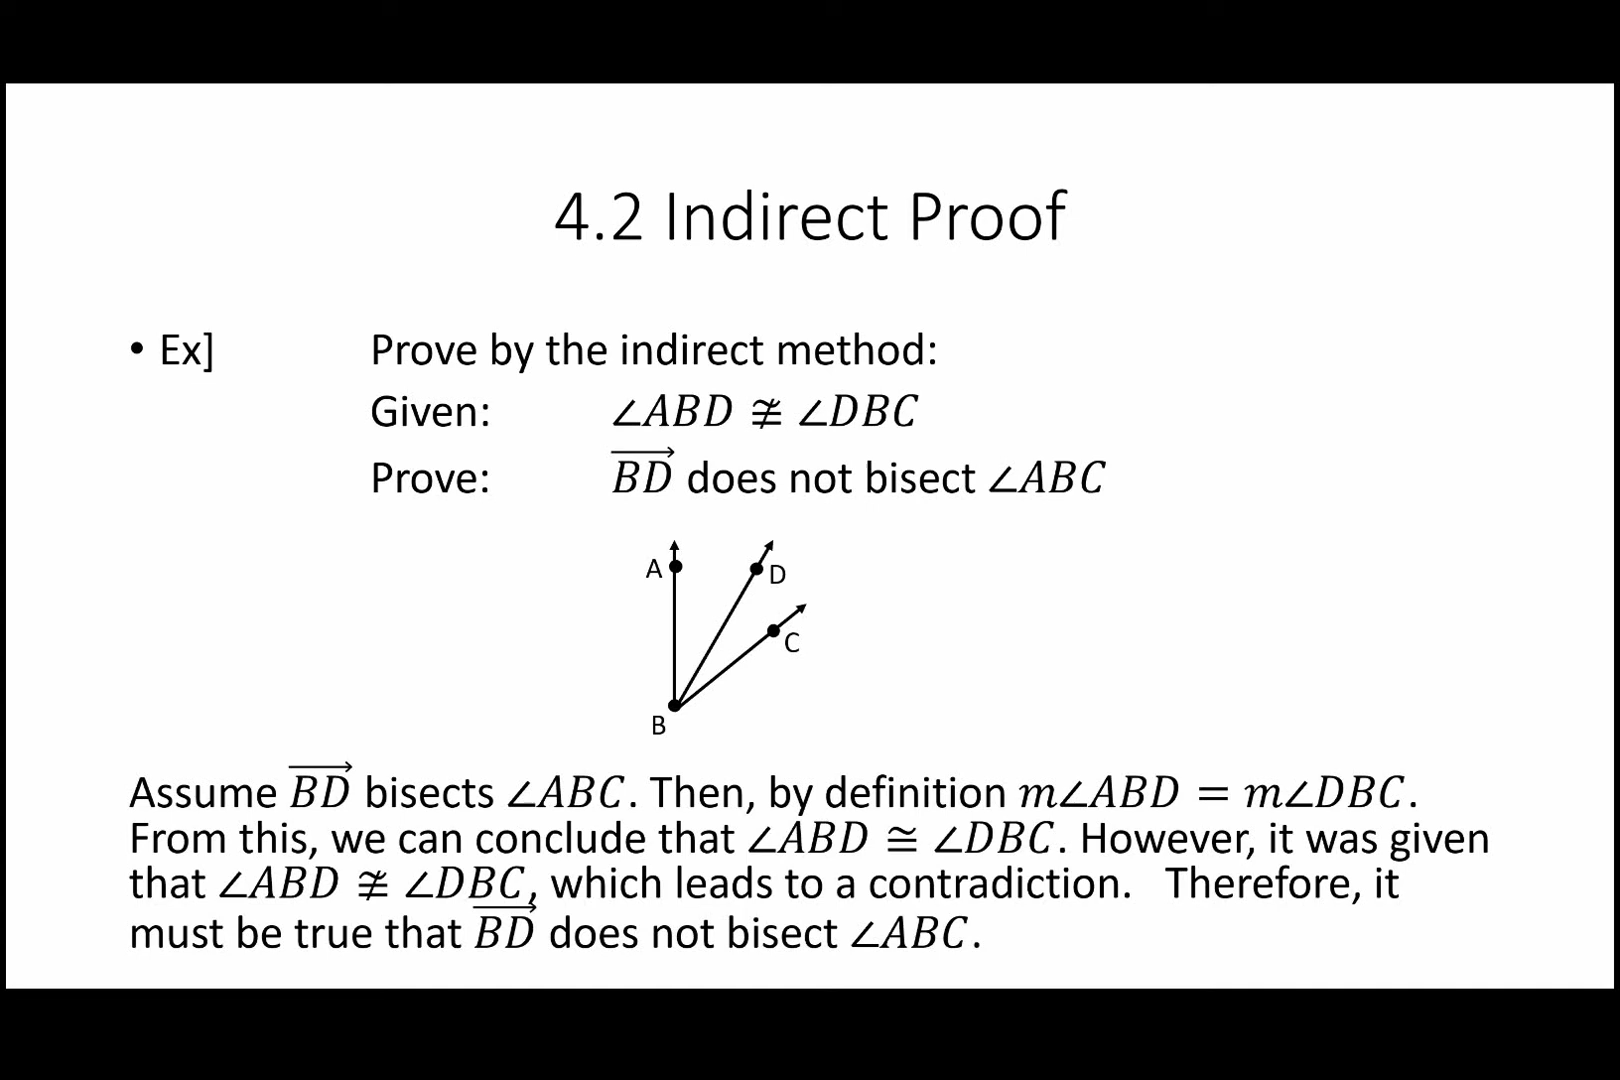 4.2 Indirect Proof
• Ex] Prove by the indirect method:
Given: ∠ABD ≇ ∠DBC
Prove: $\overrightarrow{BD}$ does not bisect ∠ABC
A
D
C
B
Assume $\overrightarrow{BD}$ bisects ∠ABC. Then, by definition m∠ABD = m∠DBC.
From this, we can conclude that ∠ABD ≅ ∠DBC. However, it was given
that ∠ABD ≇ ∠DBC, which leads to a contradiction. Therefore, it
must be true that $\overrightarrow{BD}$ does not bisect ∠ABC.